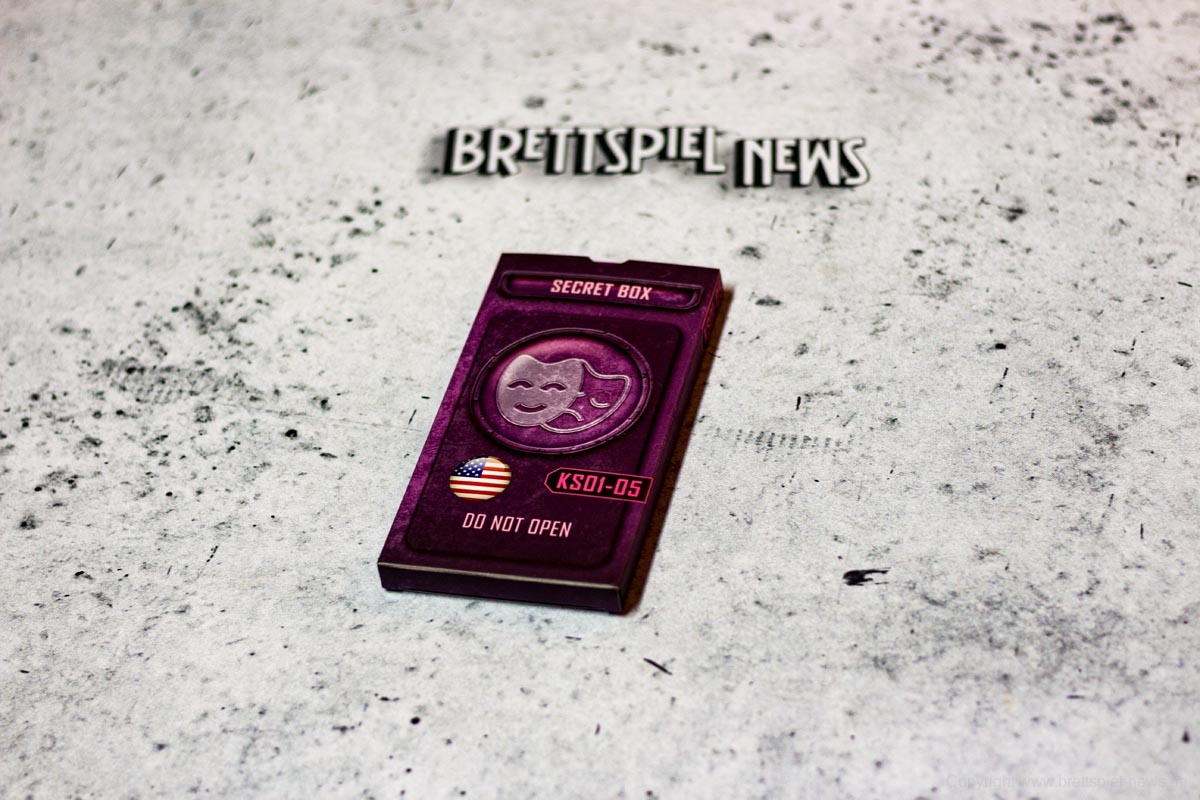 BRETTSPIEL NEWS
SECRET BOX
KS01-05
DO NOT OPEN
Copyright www.brettspiel-news.de